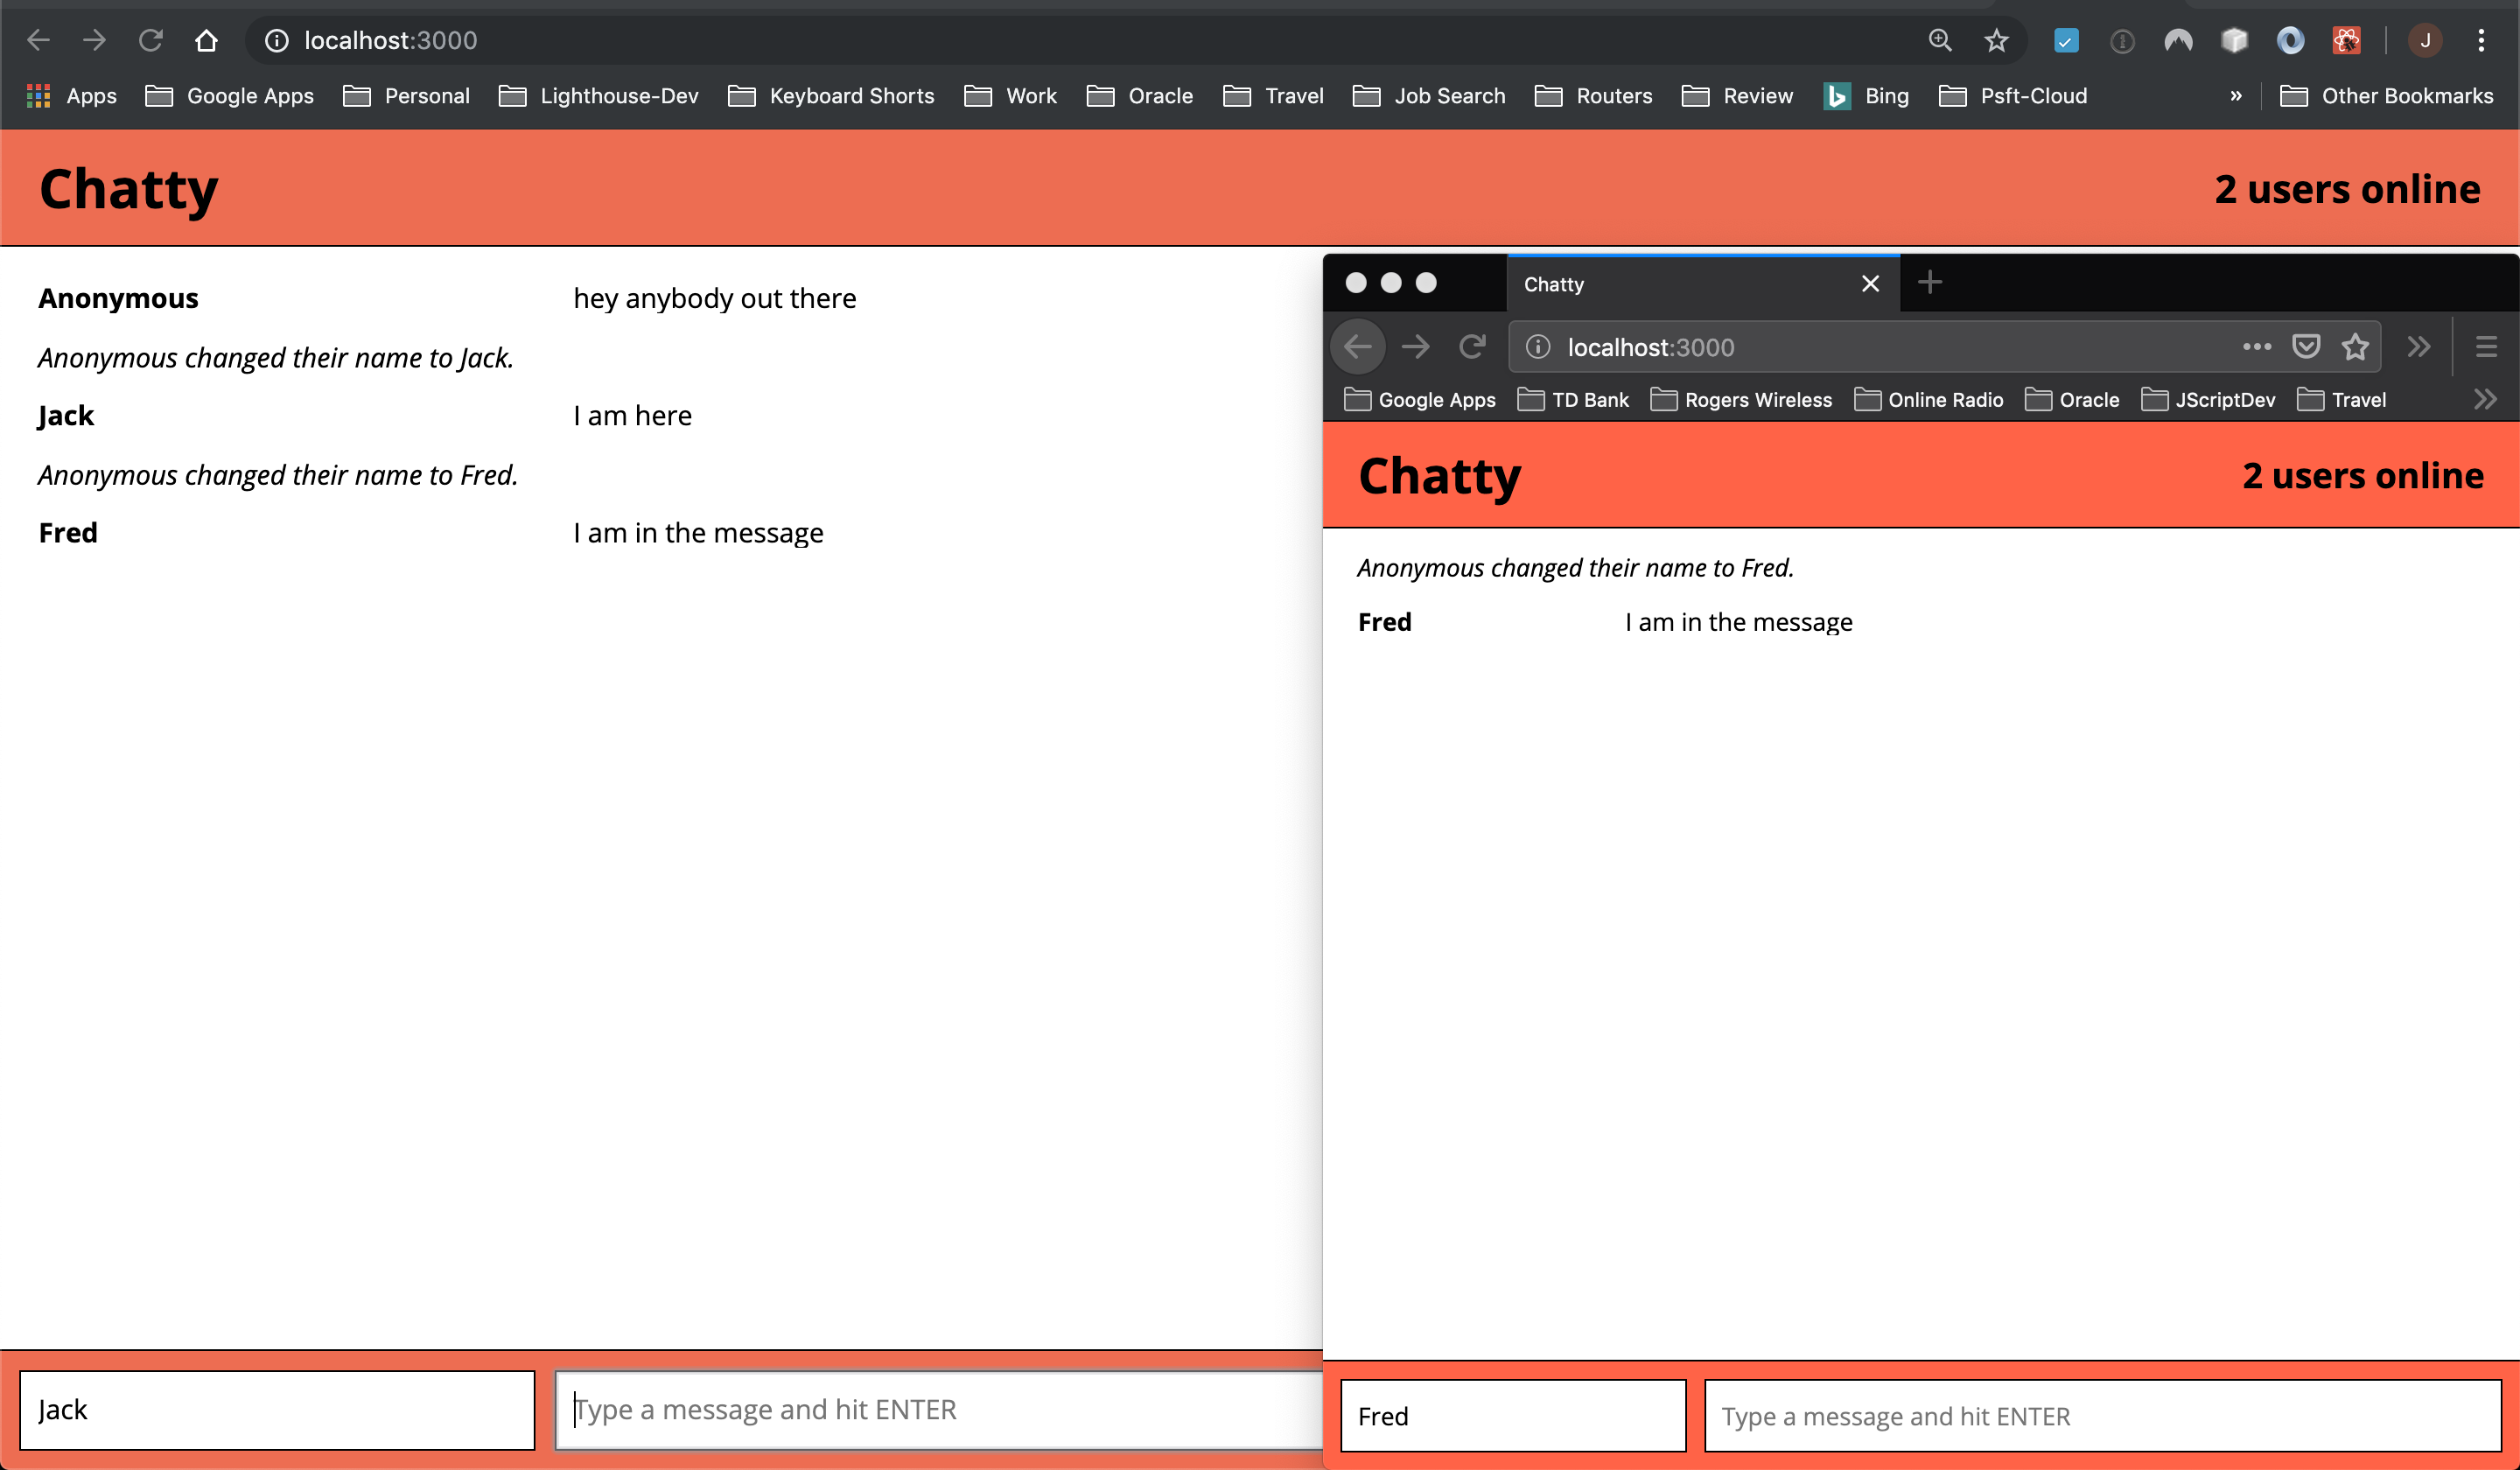 localhost:3000
J
Apps Google Apps Personal Lighthouse-Dev Keyboard Shorts Work Oracle Travel Job Search Routers Review Bing Psft-Cloud » Other Bookmarks
Chatty 2 users online
Anonymous hey anybody out there
Anonymous changed their name to Jack.
Jack I am here
Anonymous changed their name to Fred.
Fred I am in the message
Jack Type a message and hit ENTER
Chatty
localhost:3000
Google Apps TD Bank Rogers Wireless Online Radio Oracle JScriptDev Travel
Chatty 2 users online
Anonymous changed their name to Fred.
Fred I am in the message
Fred Type a message and hit ENTER